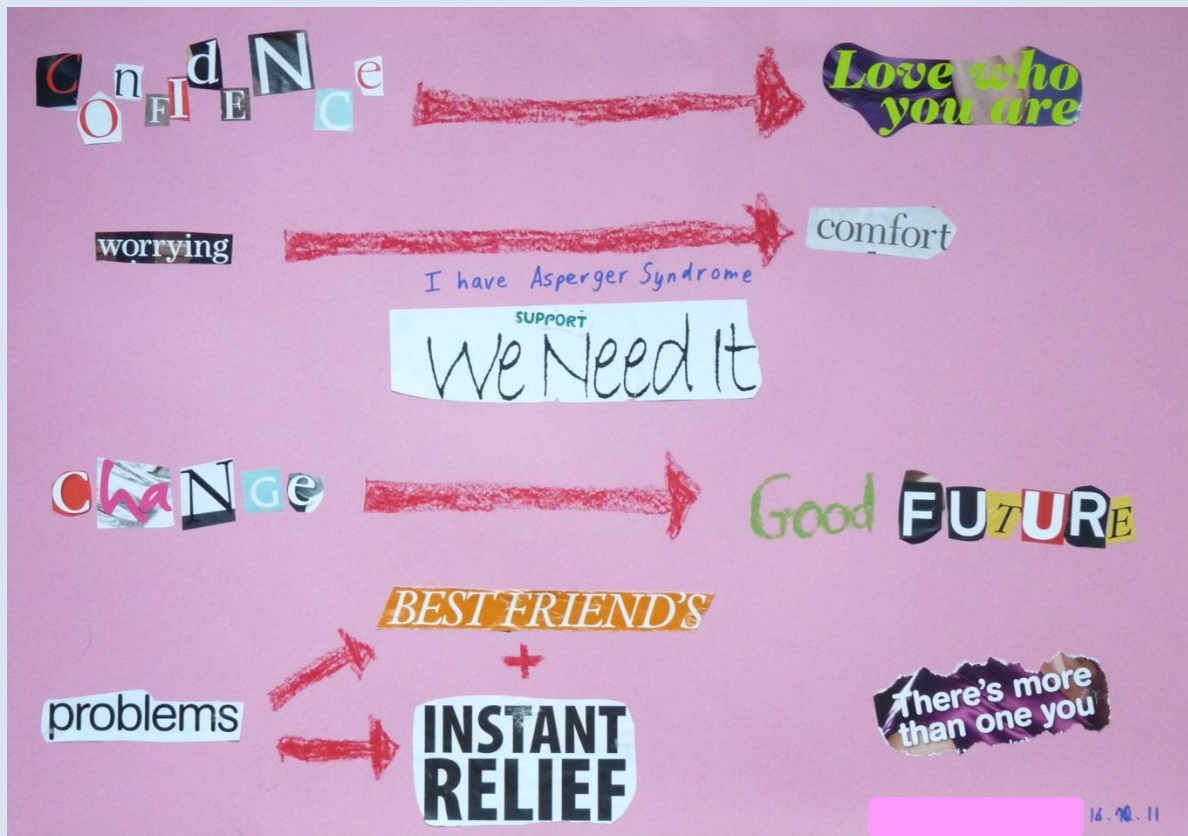 COnFIdENCe
Love who
you are
worrying
comfort
I have Asperger Syndrome
SUPPORT
We Need It
ChaNGe
Good FUTURE
BEST FRIEND'S
+
problems
INSTANT
RELIEF
There's more
than one you